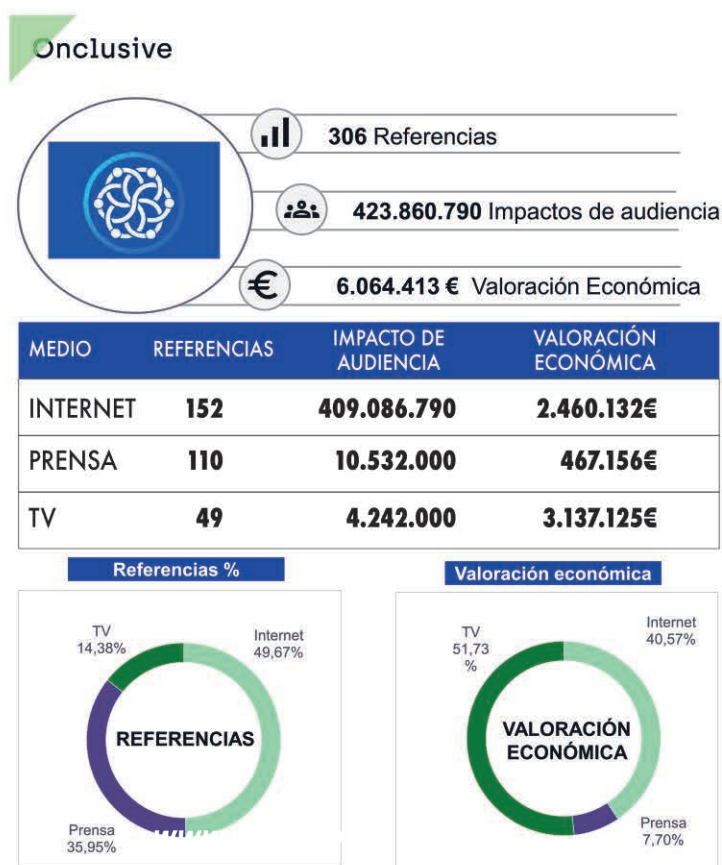 Onclusive
306 Referencias
423.860.790 Impactos de audiencia
6.064.413 € Valoración Económica
MEDIO REFERENCIAS IMPACTO DE AUDIENCIA VALORACIÓN ECONÓMICA
INTERNET 152 409.086.790 2.460.132€
PRENSA 110 10.532.000 467.156€
TV 49 4.242.000 3.137.125€
Referencias %
TV
14,38%
Internet
49,67%
REFERENCIAS
Prensa
35,95%
Valoración económica
TV
51,73
%
Internet
40,57%
VALORACIÓN
ECONÓMICA
Prensa
7,70%